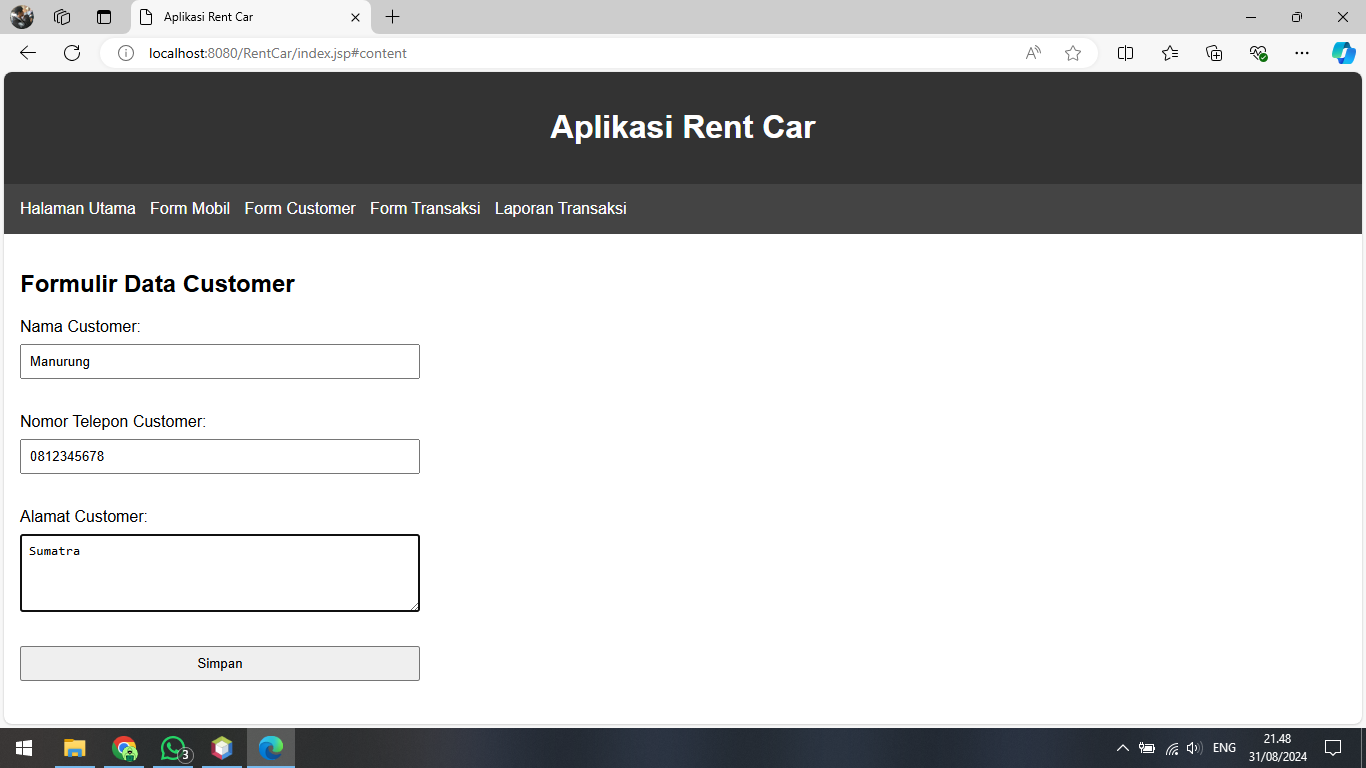 Aplikasi Rent Car
localhost:8080/RentCar/index.jsp#content
Aplikasi Rent Car
Halaman Utama Form Mobil Form Customer Form Transaksi Laporan Transaksi
Formulir Data Customer
Nama Customer:
Manurung
Nomor Telepon Customer:
0812345678
Alamat Customer:
Sumatra
Simpan
3
ENG
21.48
31/08/2024